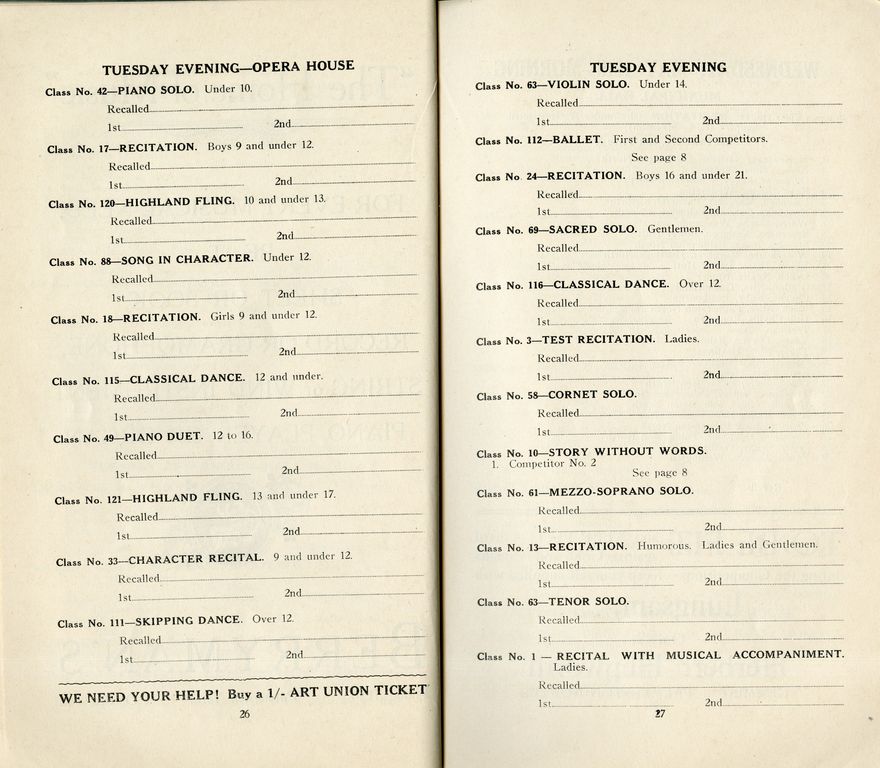 TUESDAY EVENING—OPERA HOUSE
Class No. 42—PIANO SOLO. Under 10.
Recalled
1st 2nd
Class No. 17—RECITATION. Boys 9 and under 12.
Recalled
1st 2nd
Class No. 120—HIGHLAND FLING. 10 and under 13.
Recalled
1st 2nd
Class No. 88—SONG IN CHARACTER. Under 12.
Recalled
1st 2nd
Class No. 18—RECITATION. Girls 9 and under 12.
Recalled
1st 2nd
Class No. 115—CLASSICAL DANCE. 12 and under.
Recalled
1st 2nd
Class No. 49—PIANO DUET. 12 to 16.
Recalled
1st 2nd
Class No. 121—HIGHLAND FLING. 13 and under 17.
Recalled
1st 2nd
Class No. 33—CHARACTER RECITAL. 9 and under 12.
Recalled
1st 2nd
Class No. 111—SKIPPING DANCE. Over 12.
Recalled
1st 2nd
WE NEED YOUR HELP! Buy a 1/- ART UNION TICKET
26
TUESDAY EVENING
Class No. 63—VIOLIN SOLO. Under 14.
Recalled
1st 2nd
Class No. 112—BALLET. First and Second Competitors.
See page 8
Class No. 24—RECITATION. Boys 16 and under 21.
Recalled
1st 2nd
Class No. 69—SACRED SOLO. Gentlemen.
Recalled
1st 2nd
Class No. 116—CLASSICAL DANCE. Over 12.
Recalled
1st 2nd
Class No. 3—TEST RECITATION. Ladies.
Recalled
1st 2nd
Class No. 58—CORNET SOLO.
Recalled
1st 2nd
Class No. 10—STORY WITHOUT WORDS.
1. Competitor No. 2
See page 8
Class No. 61—MEZZO-SOPRANO SOLO.
Recalled
1st 2nd
Class No. 13—RECITATION. Humorous. Ladies and Gentlemen.
Recalled
1st 2nd
Class No. 63—TENOR SOLO.
Recalled
1st 2nd
Class No. 1 — RECITAL WITH MUSICAL ACCOMPANIMENT.
Ladies.
Recalled
1st 2nd
27